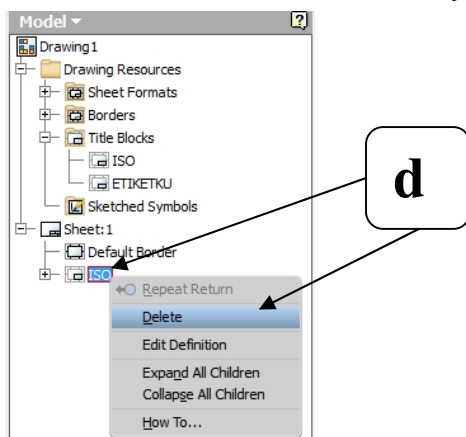 Model
Drawing1
Drawing Resources
Sheet Formats
Borders
Title Blocks
ISO
ETIKETKU
Sketched Symbols
Sheet:1
Default Border
ISO
Repeat Return
Delete
Edit Definition
Expand All Children
Collapse All Children
How To...
d